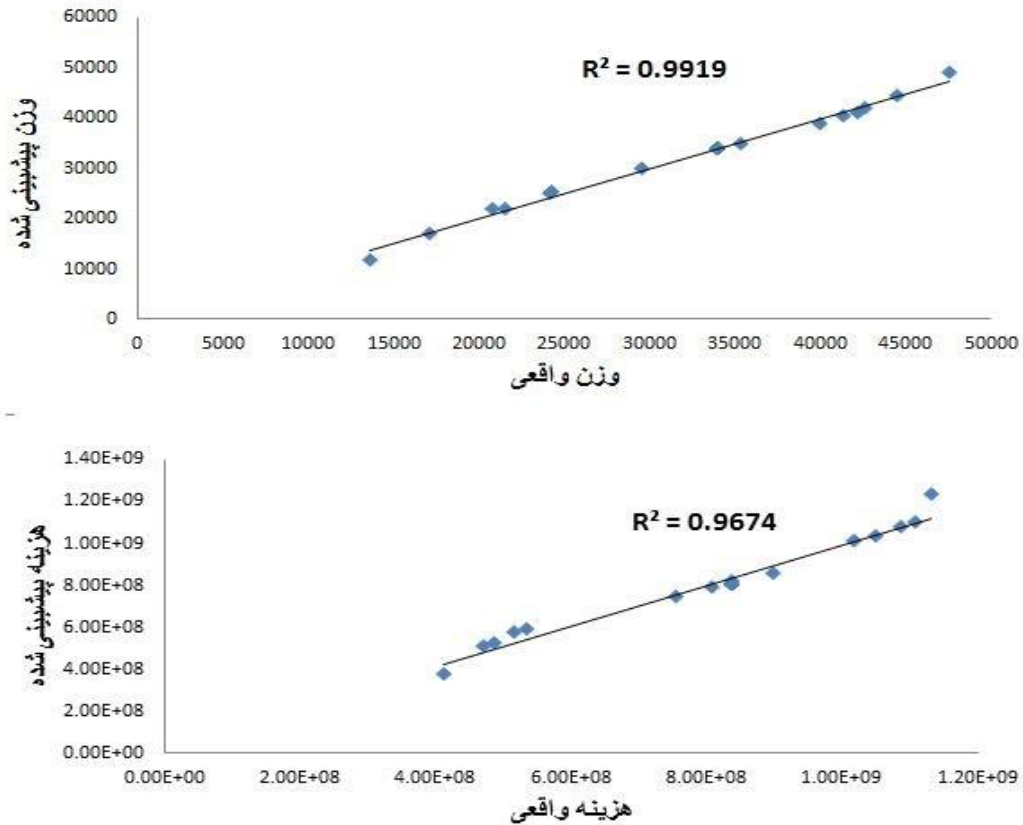 60000
50000
40000
30000
20000
10000
0
R² = 0.9919
وزن پیشبینی شده
0 5000 10000 15000 20000 25000 30000 35000 40000 45000 50000
وزن واقعی
1.40E+09
1.20E+09
1.00E+09
8.00E+08
6.00E+08
4.00E+08
2.00E+08
0.00E+00
R² = 0.9674
هزینه پیشبینی شده
0.00E+00 2.00E+08 4.00E+08 6.00E+08 8.00E+08 1.00E+09 1.20E+09
هزینه واقعی